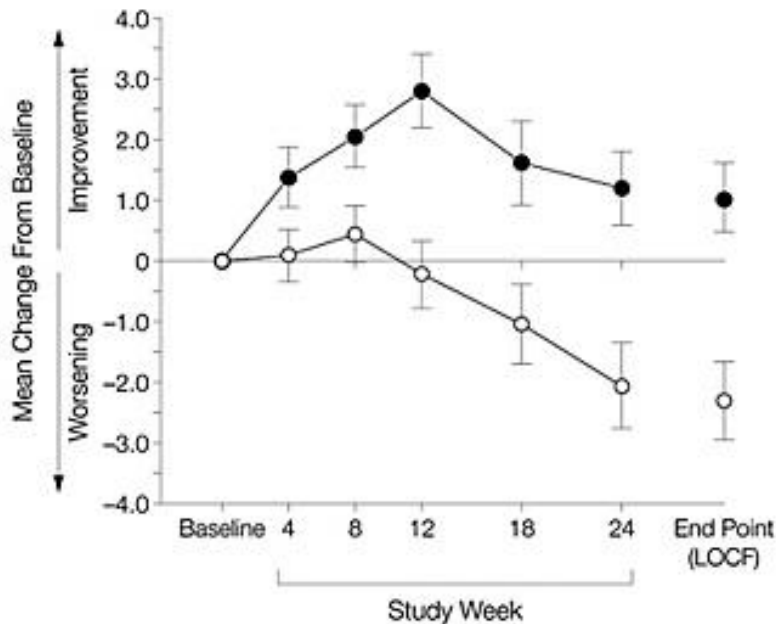 Mean Change From Baseline
Improvement
Worsening
4.0
3.0
2.0
1.0
0
–1.0
–2.0
–3.0
–4.0
Baseline 4 8 12 18 24 End Point
(LOCF)
Study Week